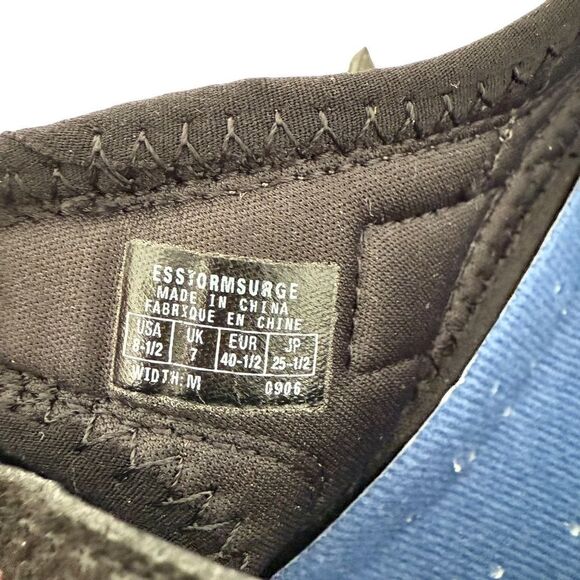 ESSTORMSURGE
MADE IN CHINA
FABRIQUE EN CHINE
USA UK EUR JP
8-1/2 7 40-1/2 25-1/2
WIDTH:M 0906